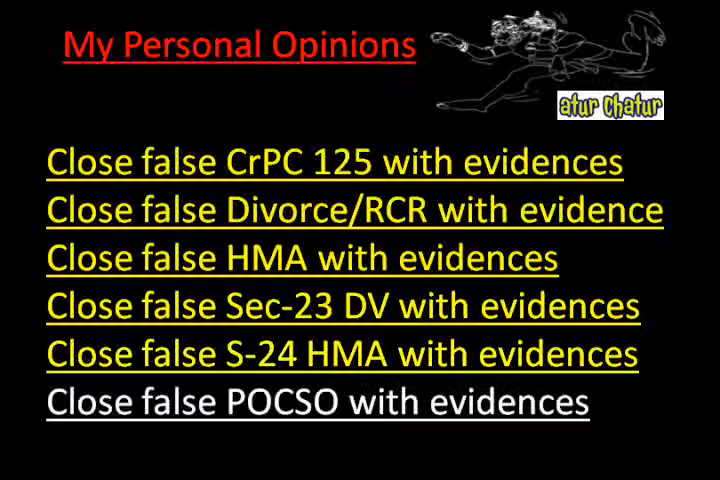 My Personal Opinions
atur Chatur
Close false CrPC 125 with evidences
Close false Divorce/RCR with evidence
Close false HMA with evidences
Close false Sec-23 DV with evidences
Close false S-24 HMA with evidences
Close false POCSO with evidences